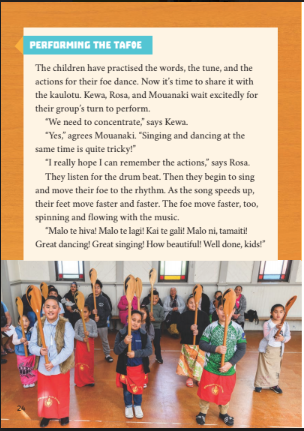 PERFORMING THE TAFOE
The children have practised the words, the tune, and the
actions for their foe dance. Now it's time to share it with
the kaulotu. Kewa, Rosa, and Mouanaki wait excitedly for
their group's turn to perform.
"We need to concentrate," says Kewa.
"Yes," agrees Mouanaki. "Singing and dancing at the
same time is quite tricky!"
"I really hope I can remember the actions," says Rosa.
They listen for the drum beat. Then they begin to sing
and move their foe to the rhythm. As the song speeds up,
their feet move faster and faster. The foe move faster, too,
spinning and flowing with the music.
"Malo te hiva! Malo te lagi! Kai te gali! Malo ni, tamaiti!
Great dancing! Great singing! How beautiful! Well done, kids!"